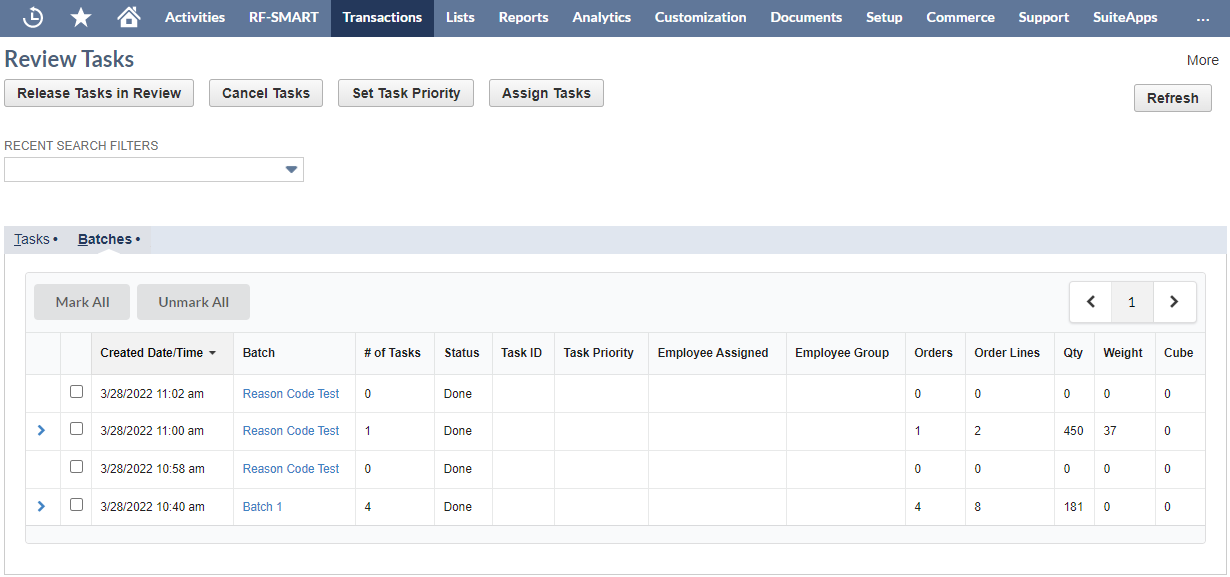 Activities RF-SMART Transactions Lists Reports Analytics Customization Documents Setup Commerce Support SuiteApps ...
Review Tasks More
Release Tasks in Review Cancel Tasks Set Task Priority Assign Tasks Refresh
RECENT SEARCH FILTERS
Tasks • Batches •
Mark All Unmark All 1
Created Date/Time Batch # of Tasks Status Task ID Task Priority Employee Assigned Employee Group Orders Order Lines Qty Weight Cube
3/28/2022 11:02 am Reason Code Test 0 Done 0 0 0 0 0
3/28/2022 11:00 am Reason Code Test 1 Done 1 2 450 37 0
3/28/2022 10:58 am Reason Code Test 0 Done 0 0 0 0 0
3/28/2022 10:40 am Batch 1 4 Done 4 8 181 0 0